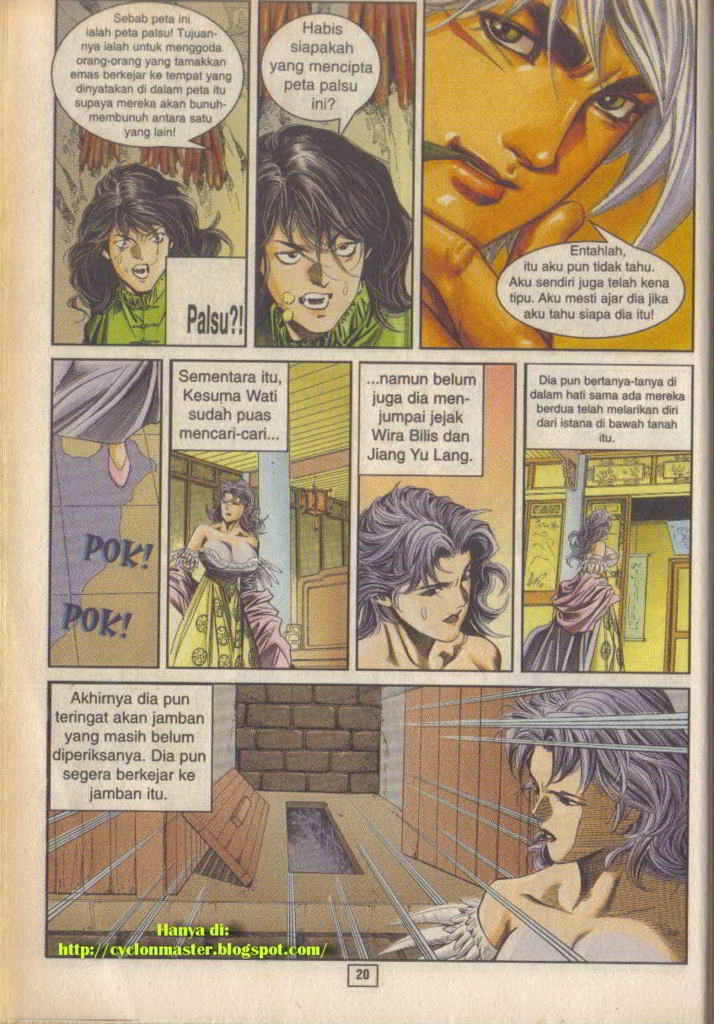 Sebab peta ini
ialah peta palsu! Tujuan-
nya ialah untuk menggoda
orang-orang yang tamakkan
emas berkejar ke tempat yang
dinyatakan di dalam peta itu
supaya mereka akan bunuh-
membunuh antara satu
yang lain!
Palsu?!
Habis
siapakah
yang mencipta
peta palsu
ini?
Entahlah,
itu aku pun tidak tahu.
Aku sendiri juga telah kena
tipu. Aku mesti ajar dia jika
aku tahu siapa dia itu!
POK!
POK!
Sementara itu,
Kesuma Wati
sudah puas
mencari-cari...
...namun belum
juga dia men-
jumpai jejak
Wira Bilis dan
Jiang Yu Lang.
Dia pun bertanya-tanya di
dalam hati sama ada mereka
berdua telah melarikan diri
dari istana di bawah tanah
itu.
Akhirnya dia pun
teringat akan jamban
yang masih belum
diperiksanya. Dia pun
segera berkejar ke
jamban itu.
Hanya di:
http://cyclonmaster.blogspot.com/
20